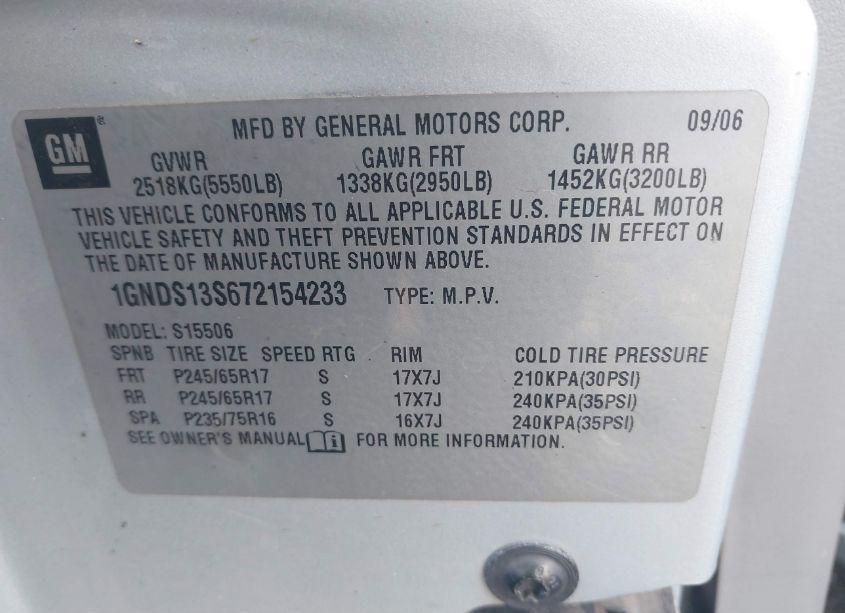 GM
®
MFD BY GENERAL MOTORS CORP. 09/06
GVWR GAWR FRT GAWR RR
2518KG(5550LB) 1338KG(2950LB) 1452KG(3200LB)
THIS VEHICLE CONFORMS TO ALL APPLICABLE U.S. FEDERAL MOTOR
VEHICLE SAFETY AND THEFT PREVENTION STANDARDS IN EFFECT ON
THE DATE OF MANUFACTURE SHOWN ABOVE.
1GNDS13S672154233 TYPE: M.P.V.
MODEL: S15506
SPNB TIRE SIZE SPEED RTG RIM COLD TIRE PRESSURE
FRT P245/65R17 S 17X7J 210KPA(30PSI)
RR P245/65R17 S 17X7J 240KPA(35PSI)
SPA P235/75R16 S 16X7J 240KPA(35PSI)
SEE OWNER'S MANUAL i FOR MORE INFORMATION.